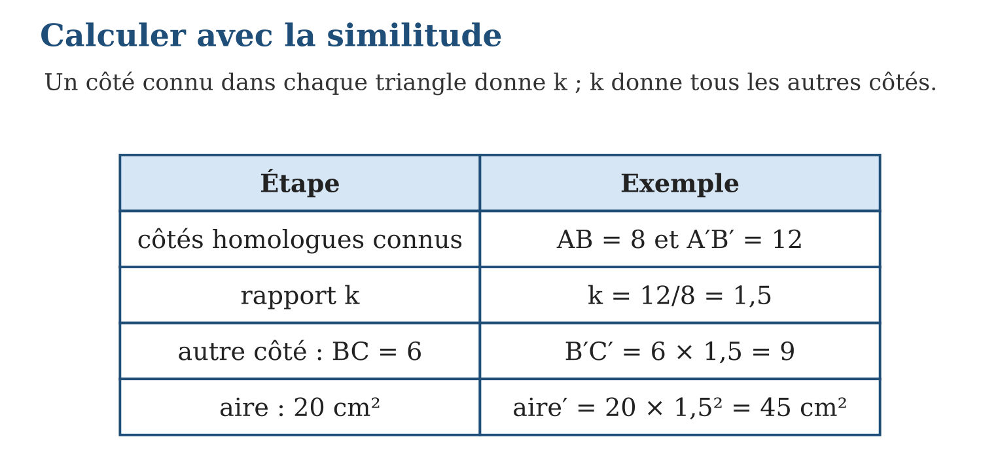 Calculer avec la similitude
Un côté connu dans chaque triangle donne k ; k donne tous les autres côtés.
Étape
Exemple
côtés homologues connus
AB = 8 et A′B′ = 12
rapport k
k = 12/8 = 1,5
autre côté : BC = 6
B′C′ = 6 × 1,5 = 9
aire : 20 cm²
aire′ = 20 × 1,5² = 45 cm²